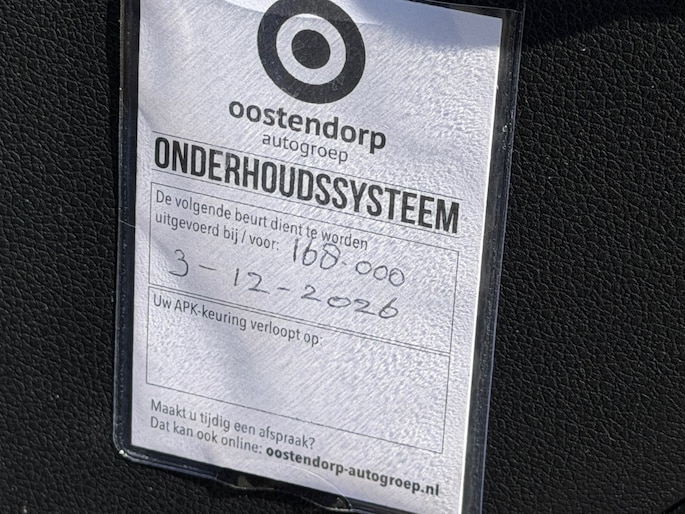 oostendorp
autogroep
ONDERHOUDSSYSTEEM
De volgende beurt dient te worden
uitgevoerd bij / voor: 168.000
3-12-2026
Uw APK-keuring verloopt op:
Maakt u tijdig een afspraak?
Dat kan ook online: oostendorp-autogroep.nl